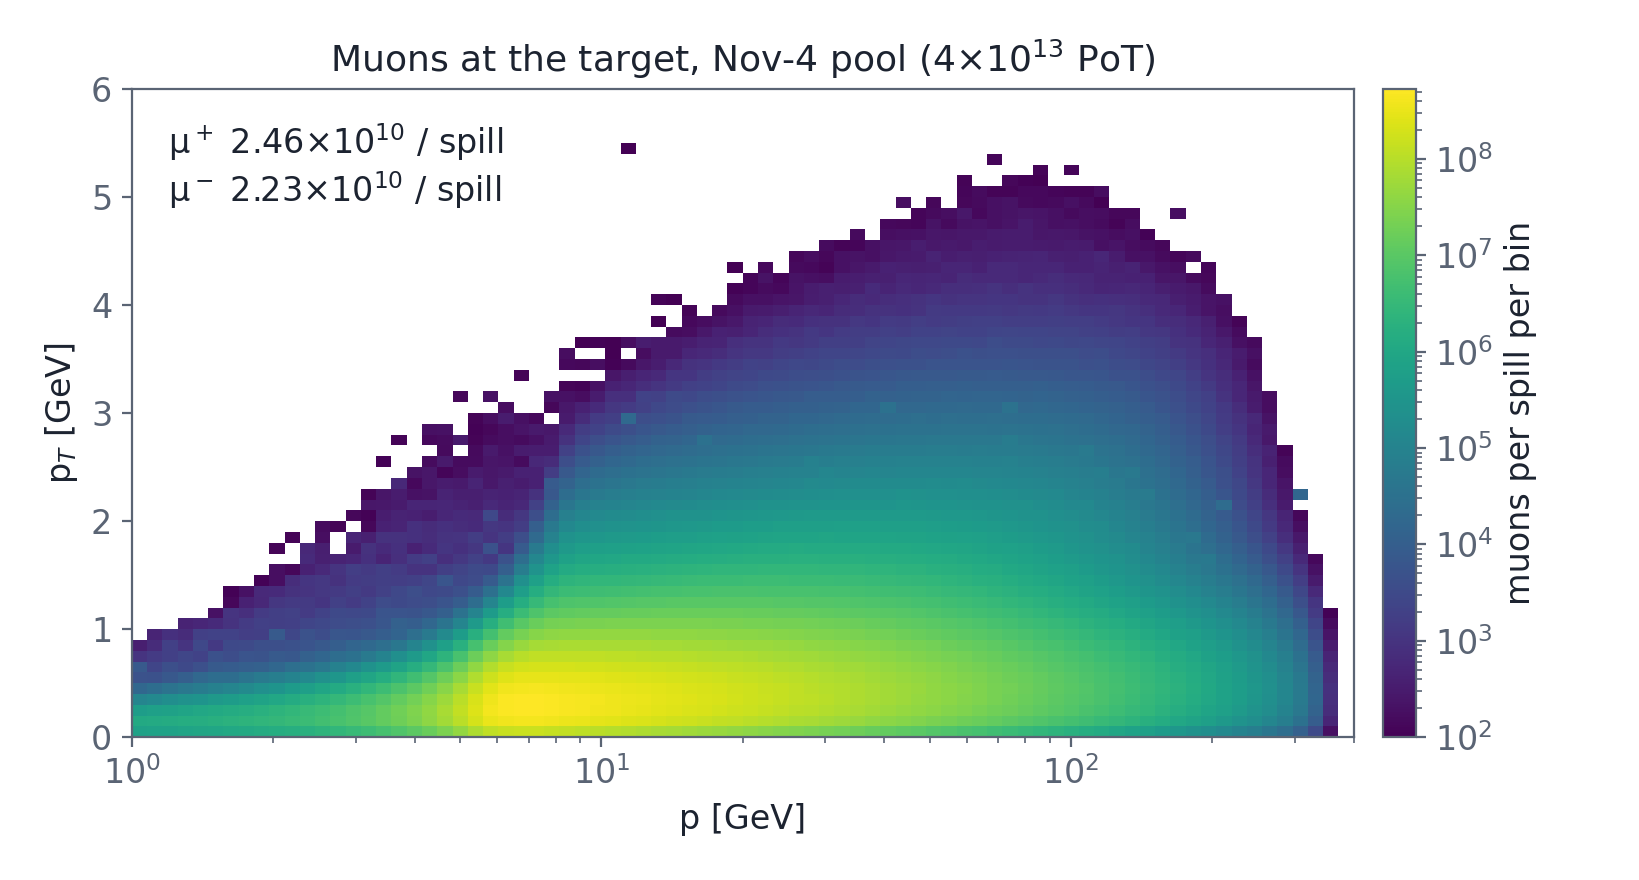 Muons at the target, Nov-4 pool (4×10¹³ PoT)
μ⁺ 2.46×10¹⁰ / spill
μ⁻ 2.23×10¹⁰ / spill
6
5
4
3
2
1
0
p_T [GeV]
10⁰
10¹
10²
p [GeV]
10⁸
10⁷
10⁶
10⁵
10⁴
10³
10²
muons per spill per bin